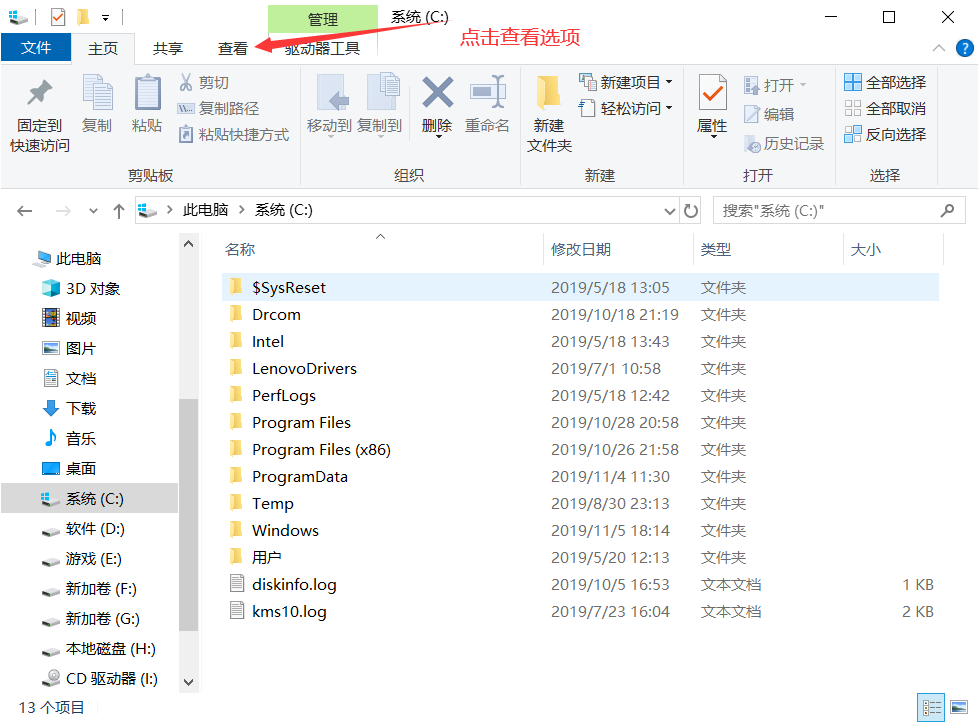 管理 系统 (C:)
点击查看选项
文件 主页 共享 查看 驱动器工具
固定到快速访问
复制
粘贴
剪切
复制路径
粘贴快捷方式
剪贴板
移动到 复制到 删除 重命名
组织
新建文件夹
新建项目
轻松访问
新建
属性
打开
编辑
历史记录
打开
全部选择
全部取消
反向选择
选择
此电脑 系统 (C:)
搜索"系统 (C:)"
此电脑
3D 对象
视频
图片
文档
下载
音乐
桌面
系统 (C:)
软件 (D:)
游戏 (E:)
新加卷 (F:)
新加卷 (G:)
本地磁盘 (H:)
CD 驱动器 (I:)
名称 修改日期 类型 大小
$SysReset 2019/5/18 13:05 文件夹
Drcom 2019/10/18 21:19 文件夹
Intel 2019/5/18 13:43 文件夹
LenovoDrivers 2019/7/1 10:58 文件夹
PerfLogs 2019/5/18 12:42 文件夹
Program Files 2019/10/28 20:58 文件夹
Program Files (x86) 2019/10/26 21:58 文件夹
ProgramData 2019/11/4 11:30 文件夹
Temp 2019/8/30 23:13 文件夹
Windows 2019/11/5 18:14 文件夹
用户 2019/5/20 12:13 文件夹
diskinfo.log 2019/10/5 16:53 文本文档 1 KB
kms10.log 2019/7/23 16:04 文本文档 2 KB
13 个项目